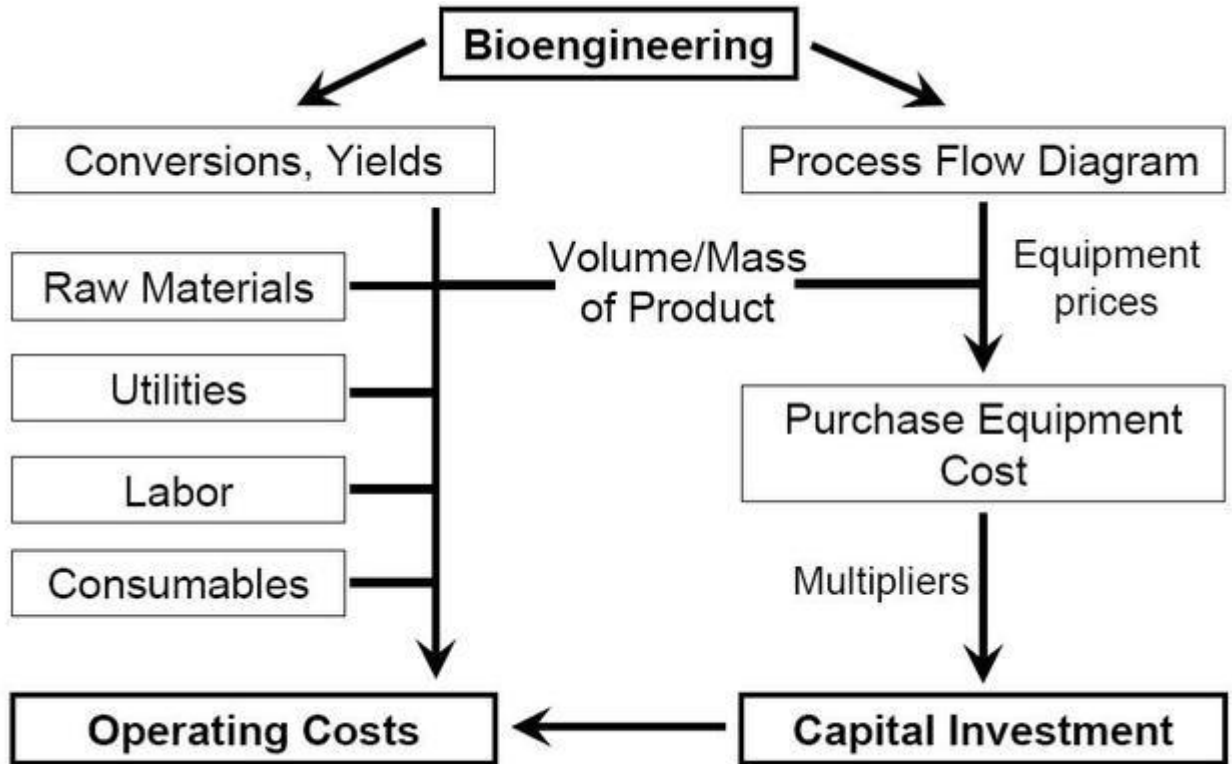 Bioengineering
Conversions, Yields
Process Flow Diagram
Raw Materials
Volume/Mass
of Product
Equipment
prices
Utilities
Purchase Equipment
Cost
Labor
Consumables
Multipliers
Operating Costs
Capital Investment